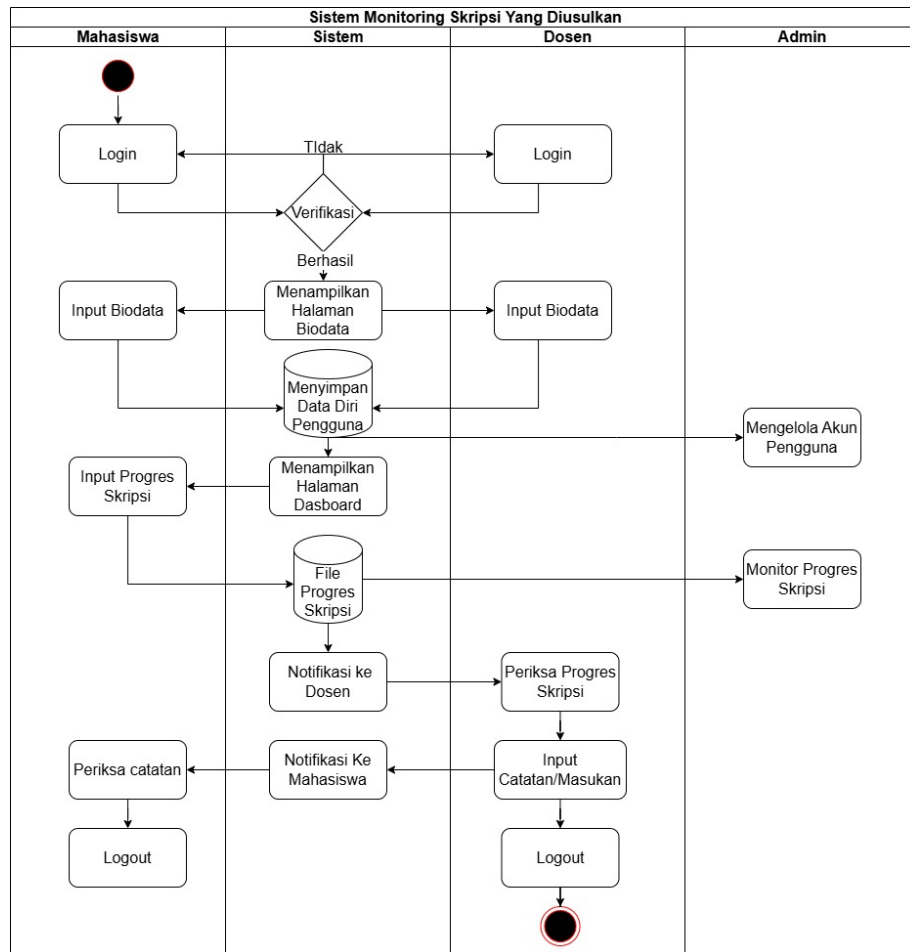 Sistem Monitoring Skripsi Yang Diusulkan
Mahasiswa
Sistem
Dosen
Admin
TIdak
Login
Login
Verifikasi
Berhasil
Input Biodata
Menampilkan
Halaman
Biodata
Input Biodata
Menyimpan
Data Diri
Pengguna
Mengelola Akun
Pengguna
Input Progres
Skripsi
Menampilkan
Halaman
Dasboard
File
Progres
Skripsi
Monitor Progres
Skripsi
Notifikasi ke
Dosen
Periksa Progres
Skripsi
Periksa catatan
Notifikasi Ke
Mahasiswa
Input
Catatan/Masukan
Logout
Logout